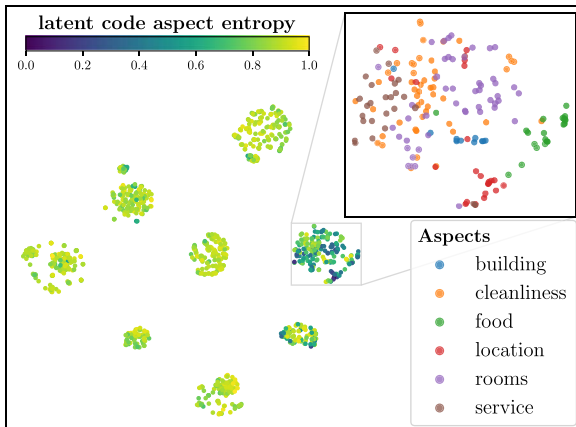 latent code aspect entropy
0.0 0.2 0.4 0.6 0.8 1.0
Aspects
building
cleanliness
food
location
rooms
service